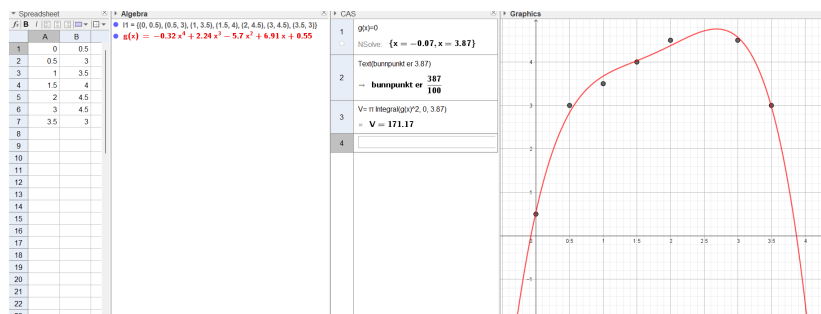 Spreadsheet
A B
1 0 0.5
2 0.5 3
3 1 3.5
4 1.5 4
5 2 4.5
6 3 4.5
7 3.5 3
8
9
10
11
12
13
14
15
16
17
18
19
20
21
22
Algebra
l1 = {(0, 0.5), (0.5, 3), (1, 3.5), (1.5, 4), (2, 4.5), (3, 4.5), (3.5, 3)}
g(x) = −0.32 x⁴ + 2.24 x³ − 5.7 x² + 6.91 x + 0.55
CAS
1 g(x)=0
NSolve: {x = −0.07, x = 3.87}
2 Text(bunnpunkt er 3.87)
→ bunnpunkt er 387/100
3 V= π Integral(g(x)^2, 0, 3.87)
≈ V = 171.17
4
Graphics
5
4
3
2
1
0 0.5 1 1.5 2 2.5 3 3.5 4
−1